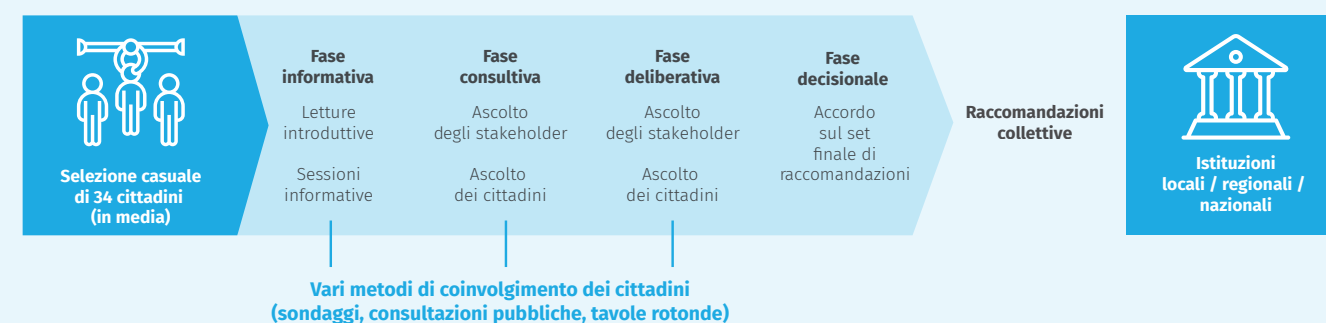 Selezione casuale
di 34 cittadini
(in media)
Fase
informativa
Letture
introduttive
Sessioni
informative
Fase
consultiva
Ascolto
degli stakeholder
Ascolto
dei cittadini
Fase
deliberativa
Ascolto
degli stakeholder
Ascolto
dei cittadini
Fase
decisionale
Accordo
sul set
finale di
raccomandazioni
Raccomandazioni
collettive
Istituzioni
locali / regionali /
nazionali
Vari metodi di coinvolgimento dei cittadini
(sondaggi, consultazioni pubbliche, tavole rotonde)